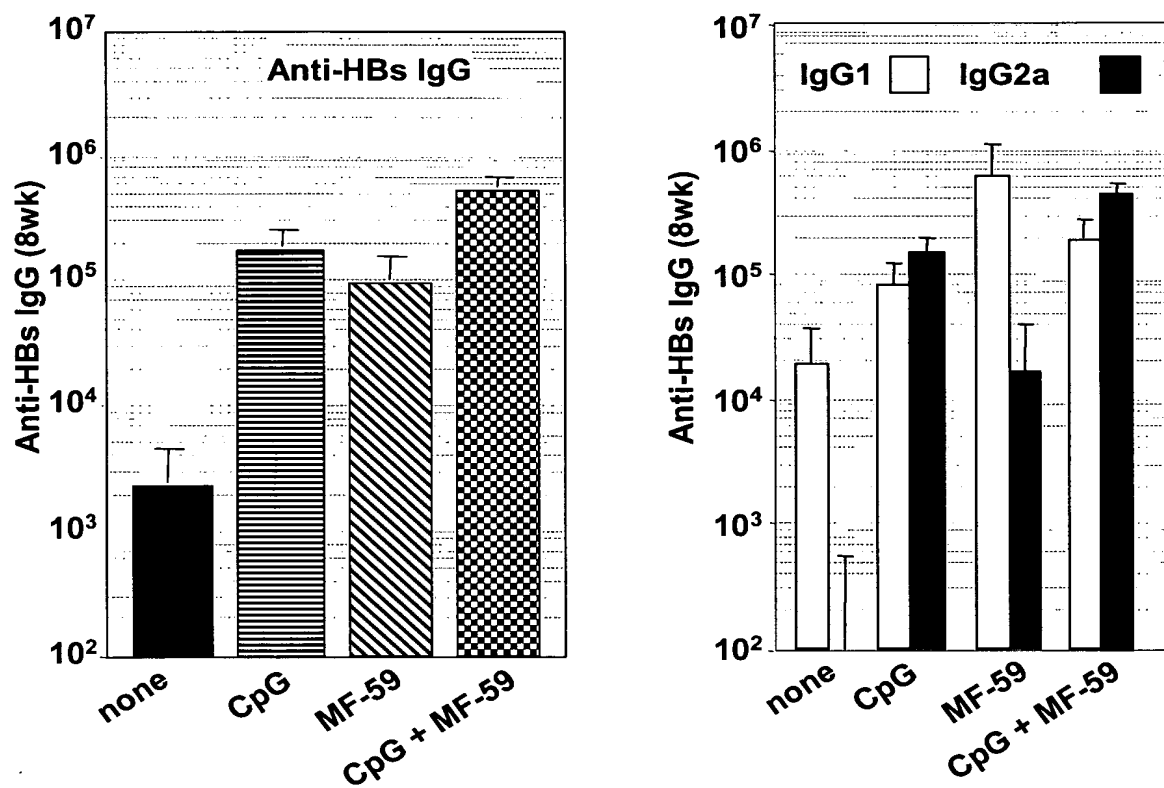 Anti-HBs IgG (8wk)
10⁷
10⁶
10⁵
10⁴
10³
10²
Anti-HBs IgG
none
CpG
MF-59
CpG + MF-59
Anti-HBs IgG (8wk)
10⁷
10⁶
10⁵
10⁴
10³
10²
IgG1 IgG2a
none
CpG
MF-59
CpG + MF-59